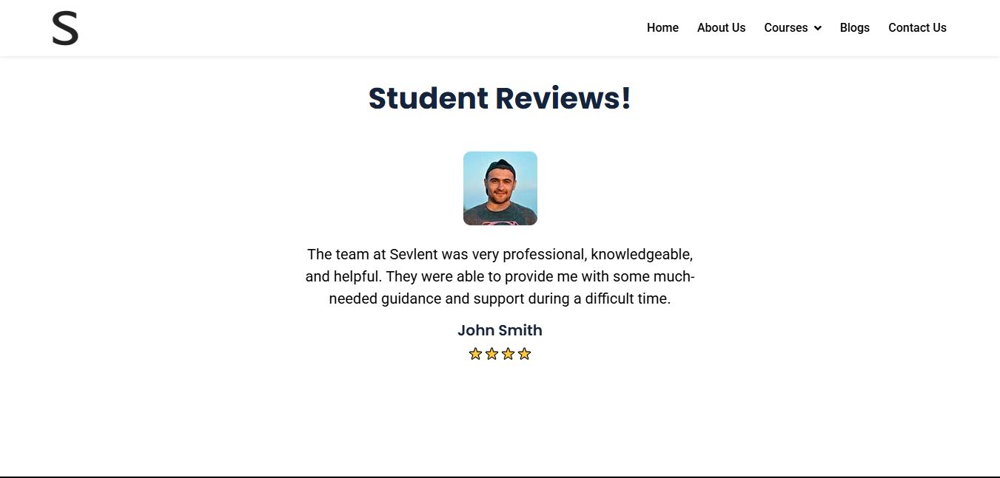 S
Home About Us Courses Blogs Contact Us
Student Reviews!
The team at Sevlent was very professional, knowledgeable,
and helpful. They were able to provide me with some much-
needed guidance and support during a difficult time.
John Smith